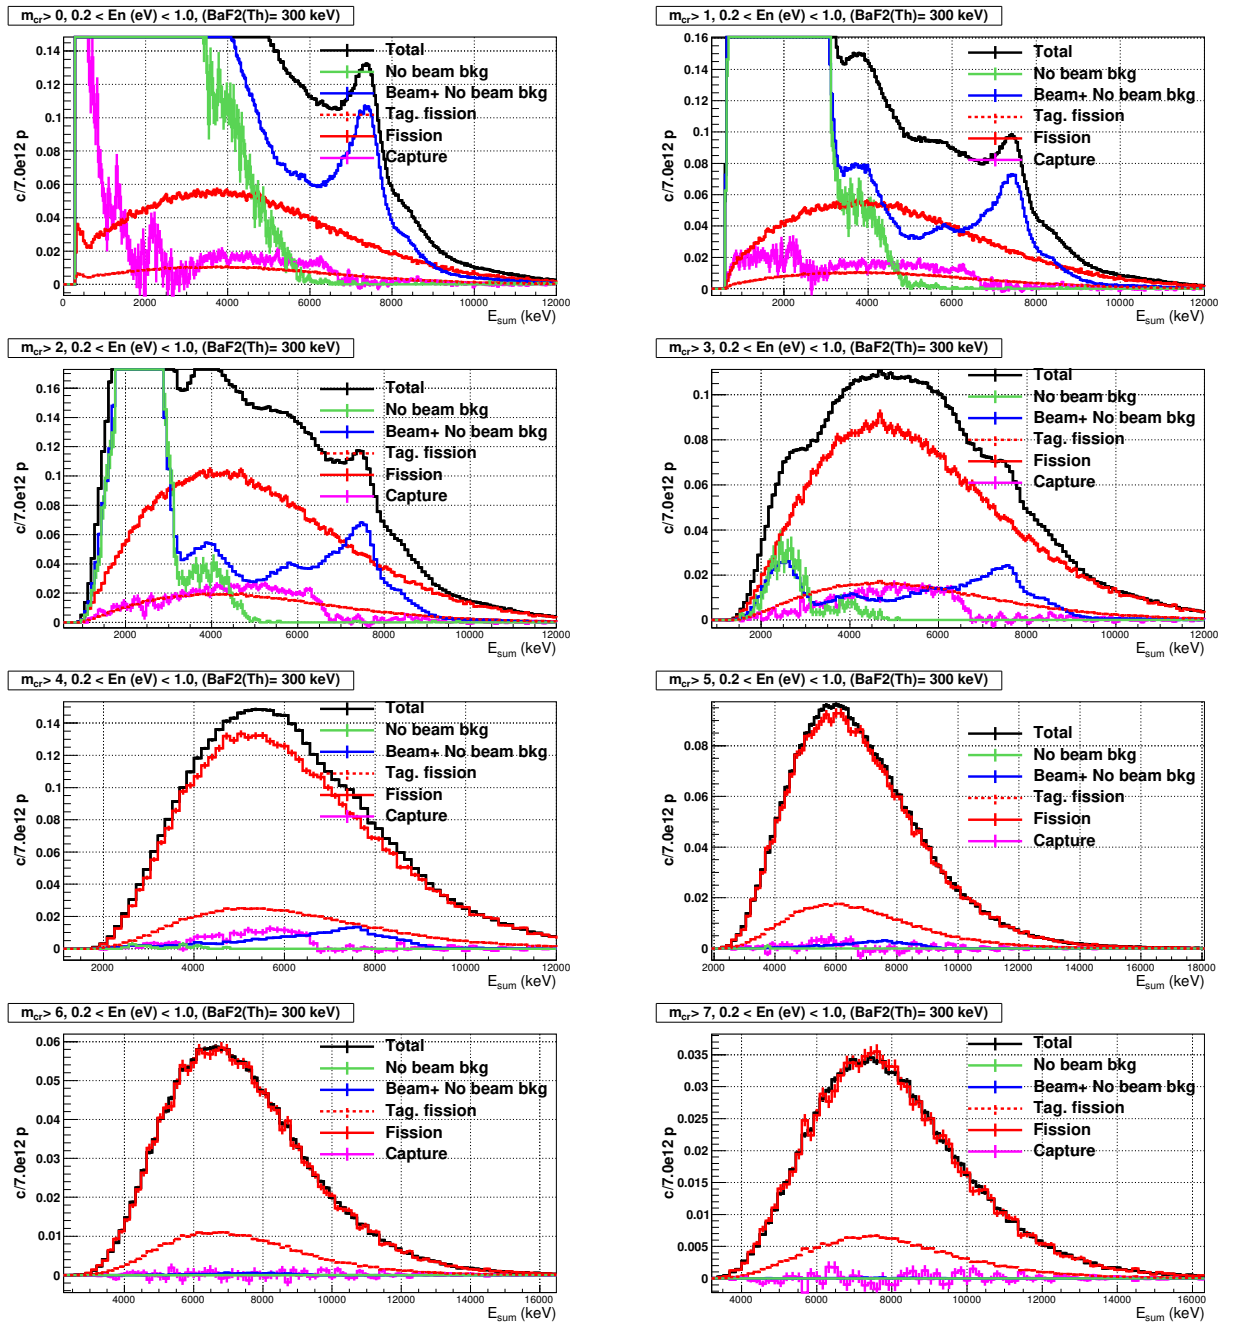 m_cr> 0, 0.2 < En (eV) < 1.0, (BaF2(Th)= 300 keV)
c/7.0e12 p
0.14
0.12
0.1
0.08
0.06
0.04
0.02
0
Total
No beam bkg
Beam+ No beam bkg
Tag. fission
Fission
Capture
0 2000 4000 6000 8000 10000 12000
E_sum (keV)
m_cr> 1, 0.2 < En (eV) < 1.0, (BaF2(Th)= 300 keV)
c/7.0e12 p
0.16
0.14
0.12
0.1
0.08
0.06
0.04
0.02
0
Total
No beam bkg
Beam+ No beam bkg
Tag. fission
Fission
Capture
2000 4000 6000 8000 10000 12000
E_sum (keV)
m_cr> 2, 0.2 < En (eV) < 1.0, (BaF2(Th)= 300 keV)
c/7.0e12 p
0.16
0.14
0.12
0.1
0.08
0.06
0.04
0.02
0
Total
No beam bkg
Beam+ No beam bkg
Tag. fission
Fission
Capture
2000 4000 6000 8000 10000 12000
E_sum (keV)
m_cr> 3, 0.2 < En (eV) < 1.0, (BaF2(Th)= 300 keV)
c/7.0e12 p
0.1
0.08
0.06
0.04
0.02
0
Total
No beam bkg
Beam+ No beam bkg
Tag. fission
Fission
Capture
2000 4000 6000 8000 10000 12000
E_sum (keV)
m_cr> 4, 0.2 < En (eV) < 1.0, (BaF2(Th)= 300 keV)
c/7.0e12 p
0.14
0.12
0.1
0.08
0.06
0.04
0.02
0
Total
No beam bkg
Beam+ No beam bkg
Tag. fission
Fission
Capture
2000 4000 6000 8000 10000 12000
E_sum (keV)
m_cr> 5, 0.2 < En (eV) < 1.0, (BaF2(Th)= 300 keV)
c/7.0e12 p
0.08
0.06
0.04
0.02
0
Total
No beam bkg
Beam+ No beam bkg
Tag. fission
Fission
Capture
2000 4000 6000 8000 10000 12000 14000 16000 18000
E_sum (keV)
m_cr> 6, 0.2 < En (eV) < 1.0, (BaF2(Th)= 300 keV)
c/7.0e12 p
0.06
0.05
0.04
0.03
0.02
0.01
0
Total
No beam bkg
Beam+ No beam bkg
Tag. fission
Fission
Capture
4000 6000 8000 10000 12000 14000 16000
E_sum (keV)
m_cr> 7, 0.2 < En (eV) < 1.0, (BaF2(Th)= 300 keV)
c/7.0e12 p
0.035
0.03
0.025
0.02
0.015
0.01
0.005
0
Total
No beam bkg
Beam+ No beam bkg
Tag. fission
Fission
Capture
4000 6000 8000 10000 12000 14000 16000
E_sum (keV)